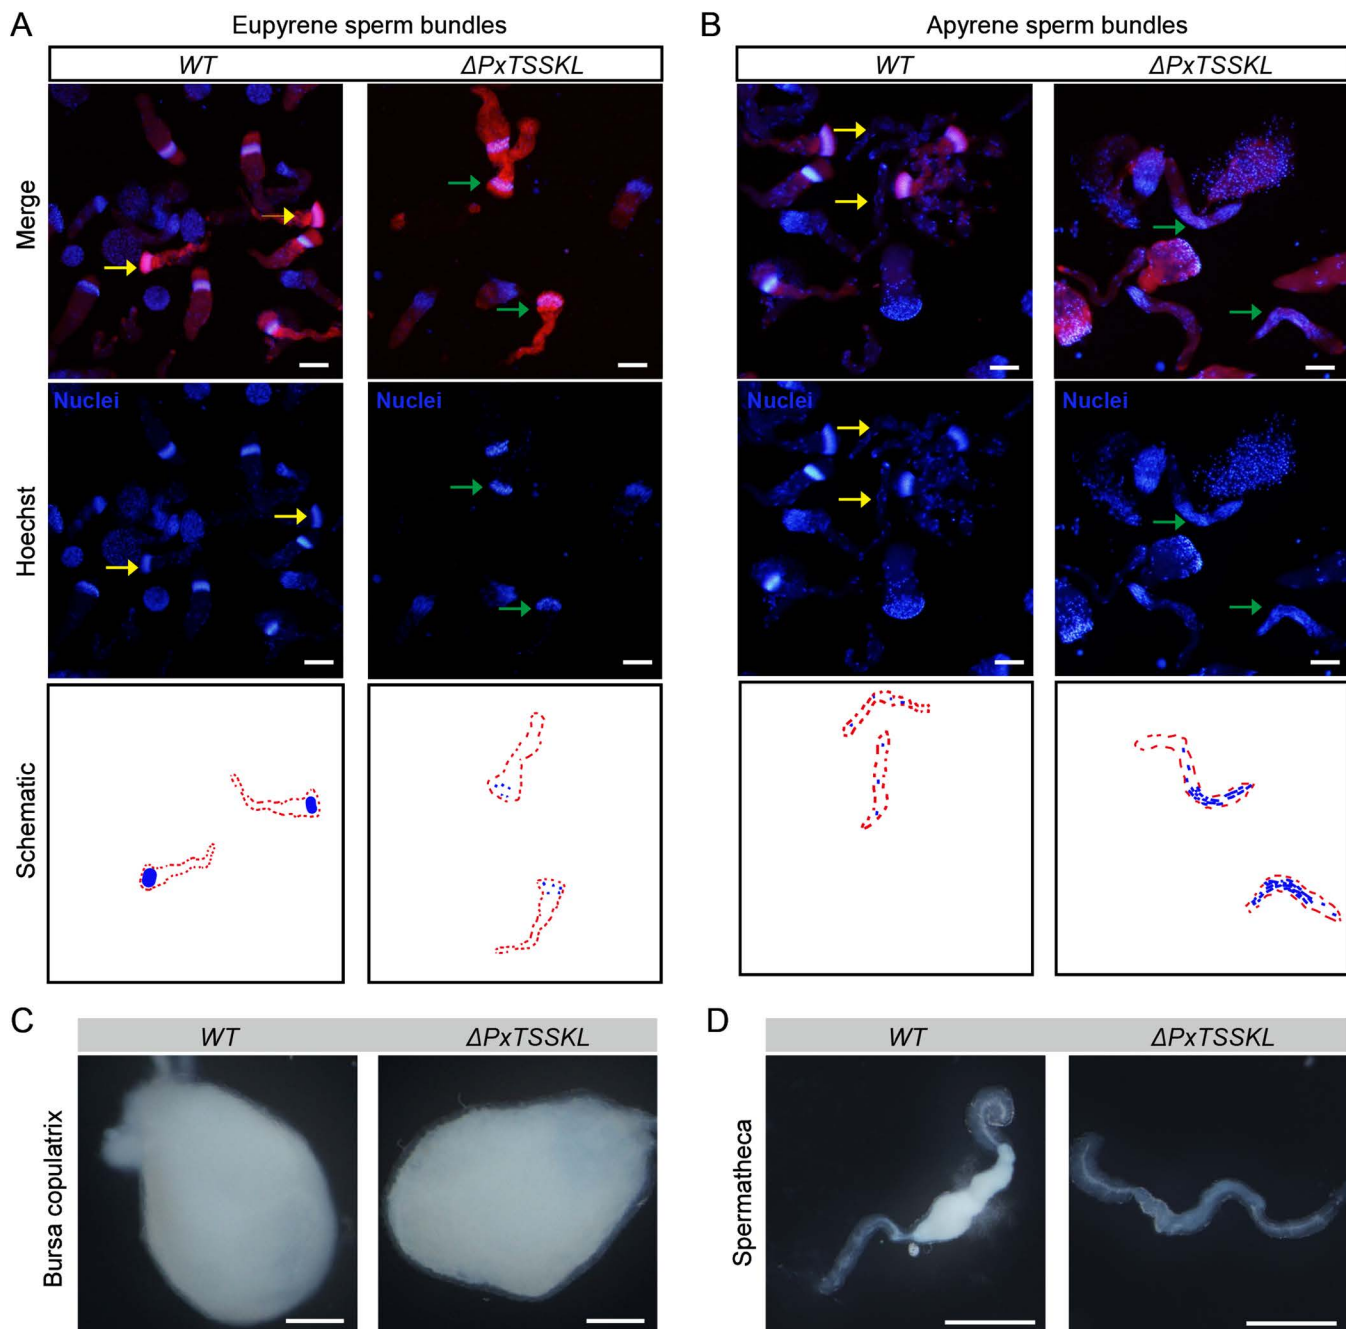 A
Eupyrene sperm bundles
B
Apyrene sperm bundles
WT
ΔPxTSSKL
WT
ΔPxTSSKL
Merge
Hoechst
Nuclei
Nuclei
Nuclei
Nuclei
Schematic
C
WT
ΔPxTSSKL
D
WT
ΔPxTSSKL
Bursa copulatrix
Spermatheca